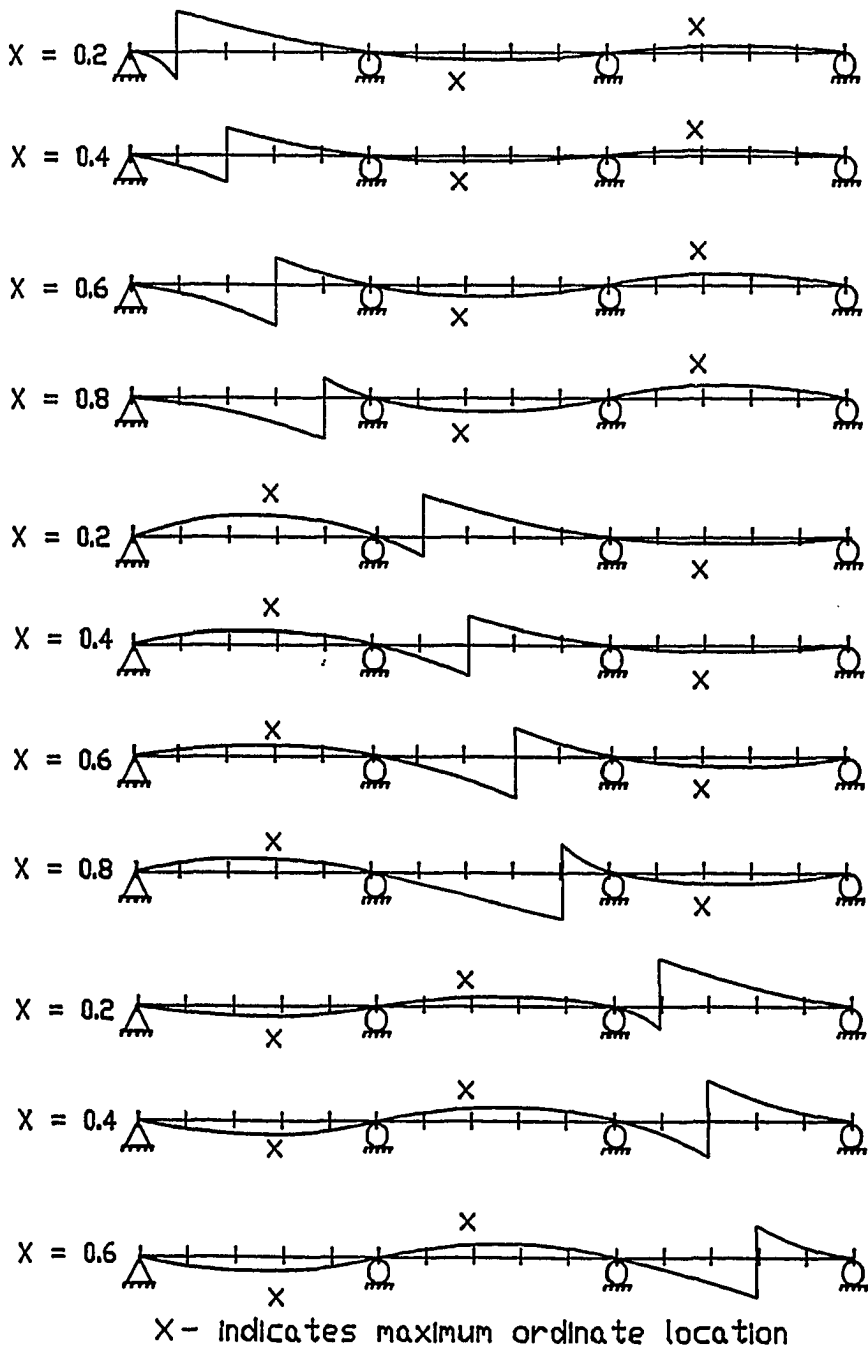 X = 0.2
X
X
X = 0.4
X
X
X = 0.6
X
X
X = 0.8
X
X
X = 0.2
X
X
X = 0.4
X
X
X = 0.6
X
X
X = 0.8
X
X
X = 0.2
X
X
X = 0.4
X
X
X = 0.6
X
X
X - indicates maximum ordinate location